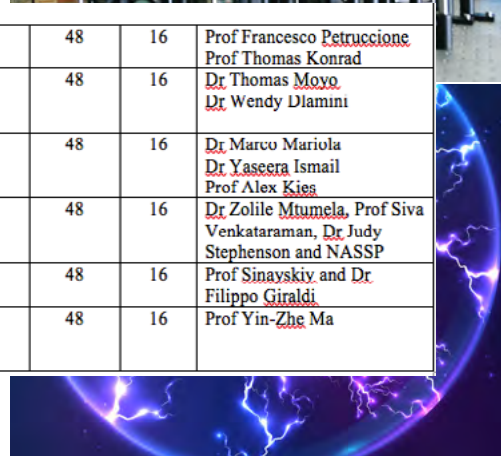 48 16 Prof Francesco Petruccione
Prof Thomas Konrad
48 16 Dr Thomas Moyo
Dr Wendy Dlamini
48 16 Dr Marco Mariola
Dr Yaseera Ismail
Prof Alex Kies
48 16 Dr Zolile Mtumela, Prof Siva
Venkataraman, Dr Judy
Stephenson and NASSP
48 16 Prof Sinayskiy and Dr
Filippo Giraldi
48 16 Prof Yin-Zhe Ma